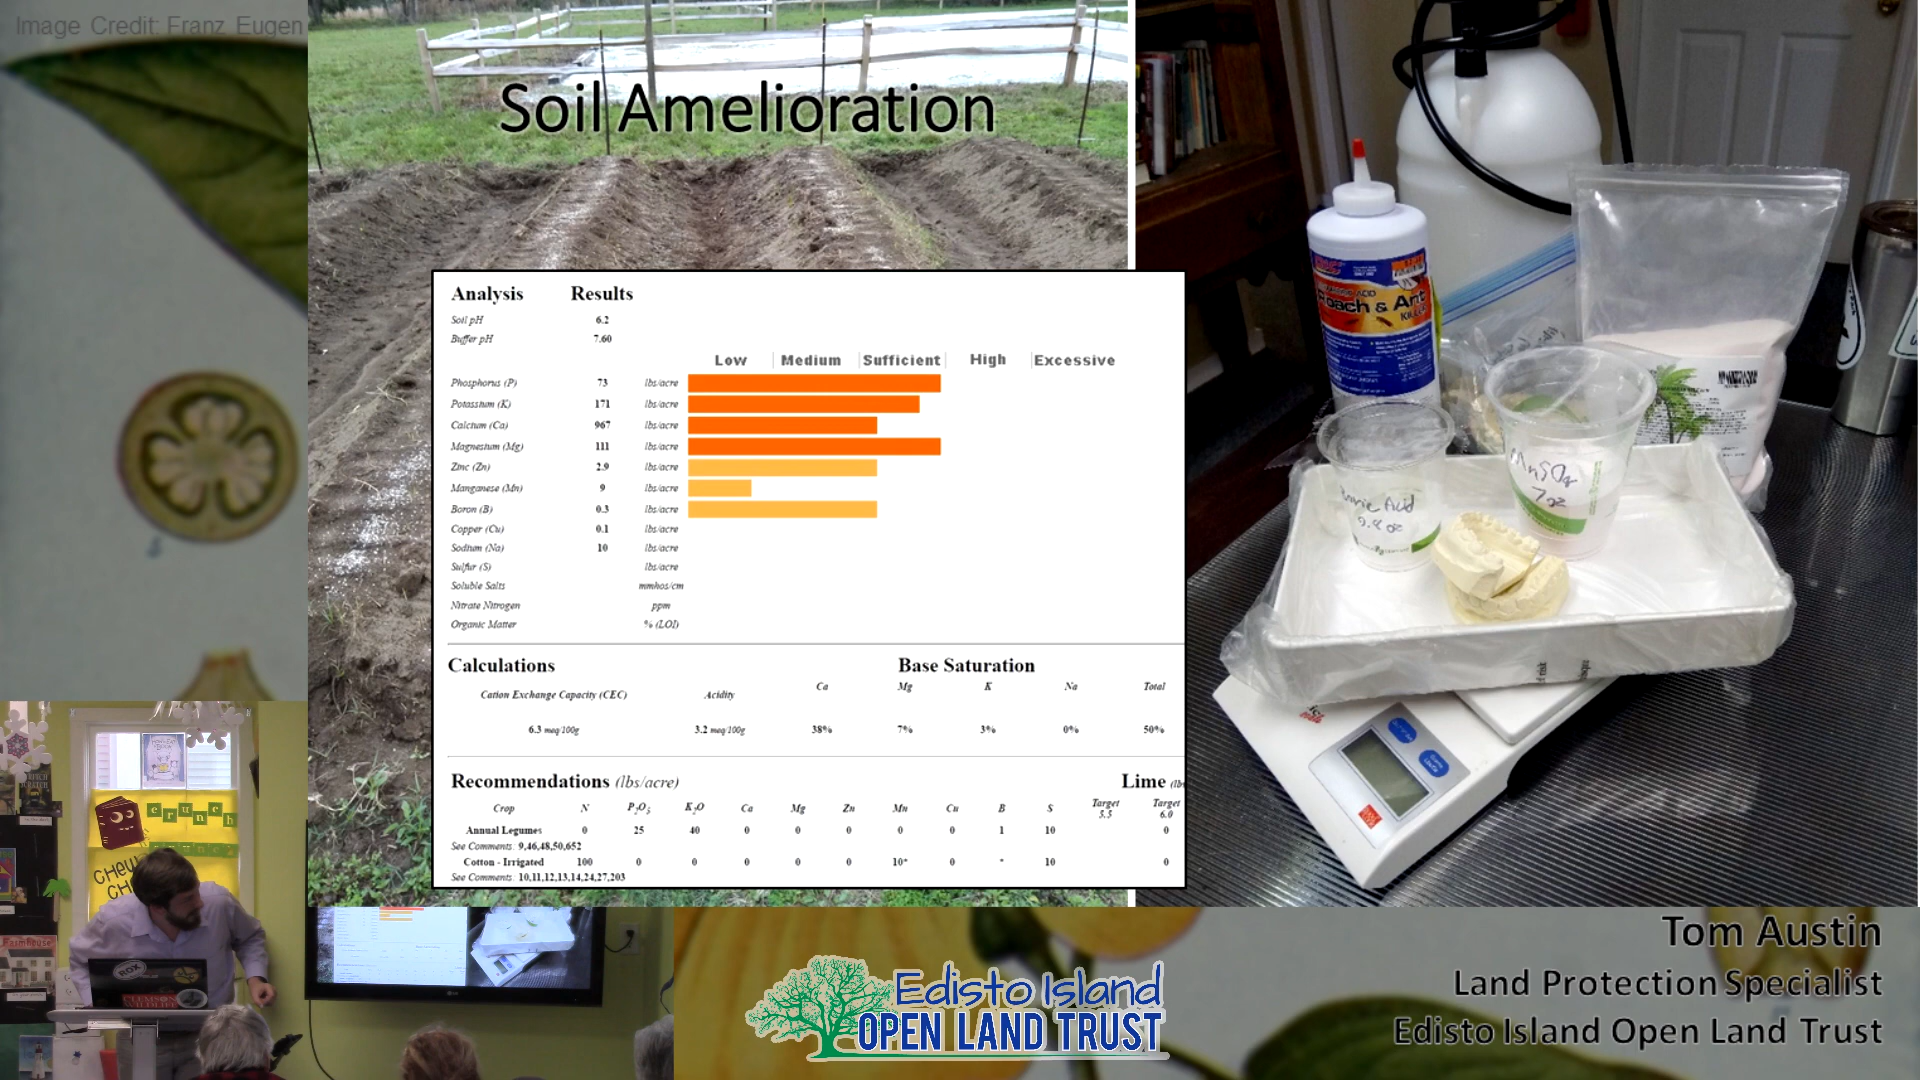 Image Credit: Franz Eugen
Soil Amelioration
Analysis Results
Soil pH 6.2
Buffer pH 7.60
Low Medium Sufficient High Excessive
Phosphorus (P) 73 lbs/acre
Potassium (K) 171 lbs/acre
Calcium (Ca) 967 lbs/acre
Magnesium (Mg) 111 lbs/acre
Zinc (Zn) 2.9 lbs/acre
Manganese (Mn) 9 lbs/acre
Boron (B) 0.3 lbs/acre
Copper (Cu) 0.1 lbs/acre
Sodium (Na) 10 lbs/acre
Sulfur (S) lbs/acre
Soluble Salts mmhos/cm
Nitrate Nitrogen ppm
Organic Matter % (LOI)
Calculations Base Saturation
Cation Exchange Capacity (CEC) Acidity Ca Mg K Na Total
6.3 meq/100g 3.2 meq/100g 38% 7% 3% 0% 50%
Recommendations (lbs/acre) Lime
Crop N P2O5 K2O Ca Mg Zn Mn Cu B S Target 5.5 Target 6.0
Annual Legumes 0 25 40 0 0 0 0 0 1 10 0
See Comments: 9,46,48,50,652
Cotton - Irrigated 100 0 0 0 0 0 10* 0 * 10 0
See Comments: 10,11,12,13,14,24,27,203
Roach & Ant
KILLER
Acid
MnSO4
7 oz
Farmhouse
RDX
CLEMSON
Edisto Island
OPEN LAND TRUST
Tom Austin
Land Protection Specialist
Edisto Island Open Land Trust